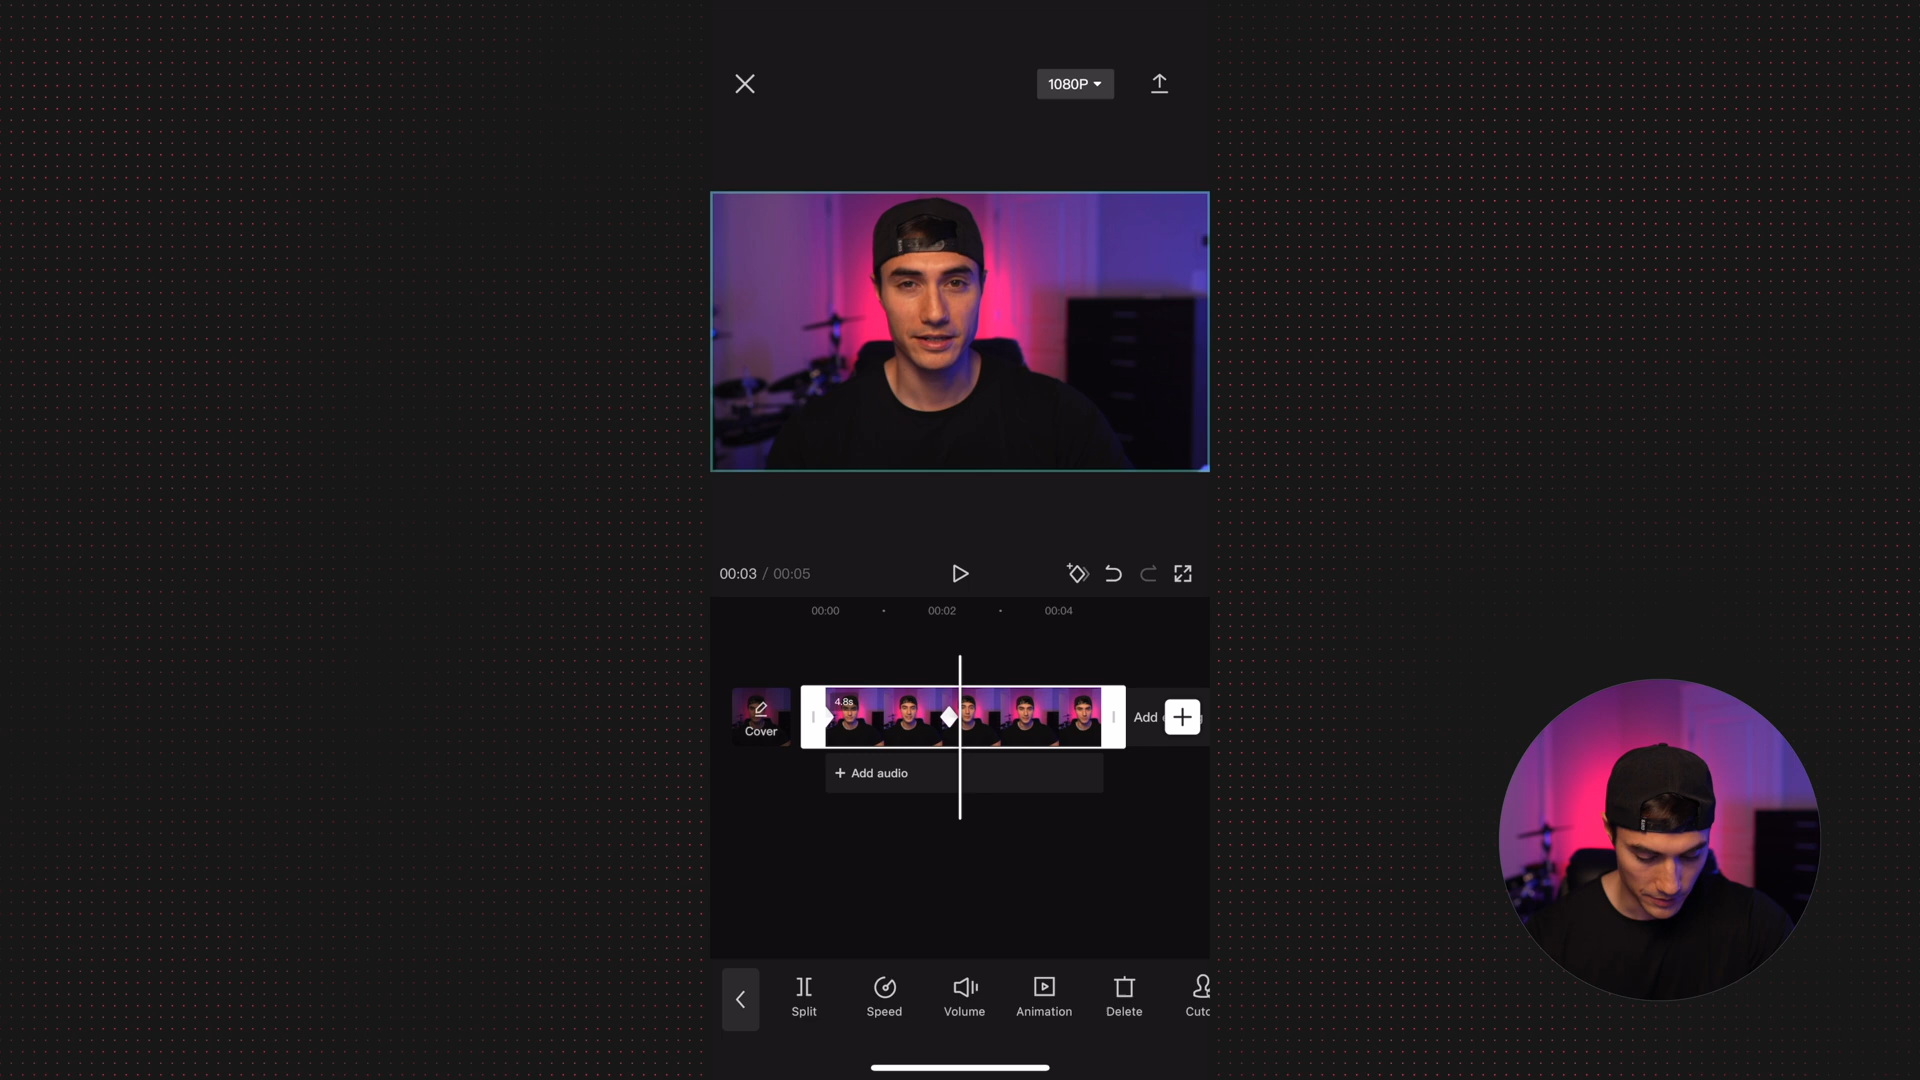 1080P
00:03 / 00:05
00:00 00:02 00:04
4.8s
Cover
Add
+ Add audio
Split Speed Volume Animation Delete Cutc